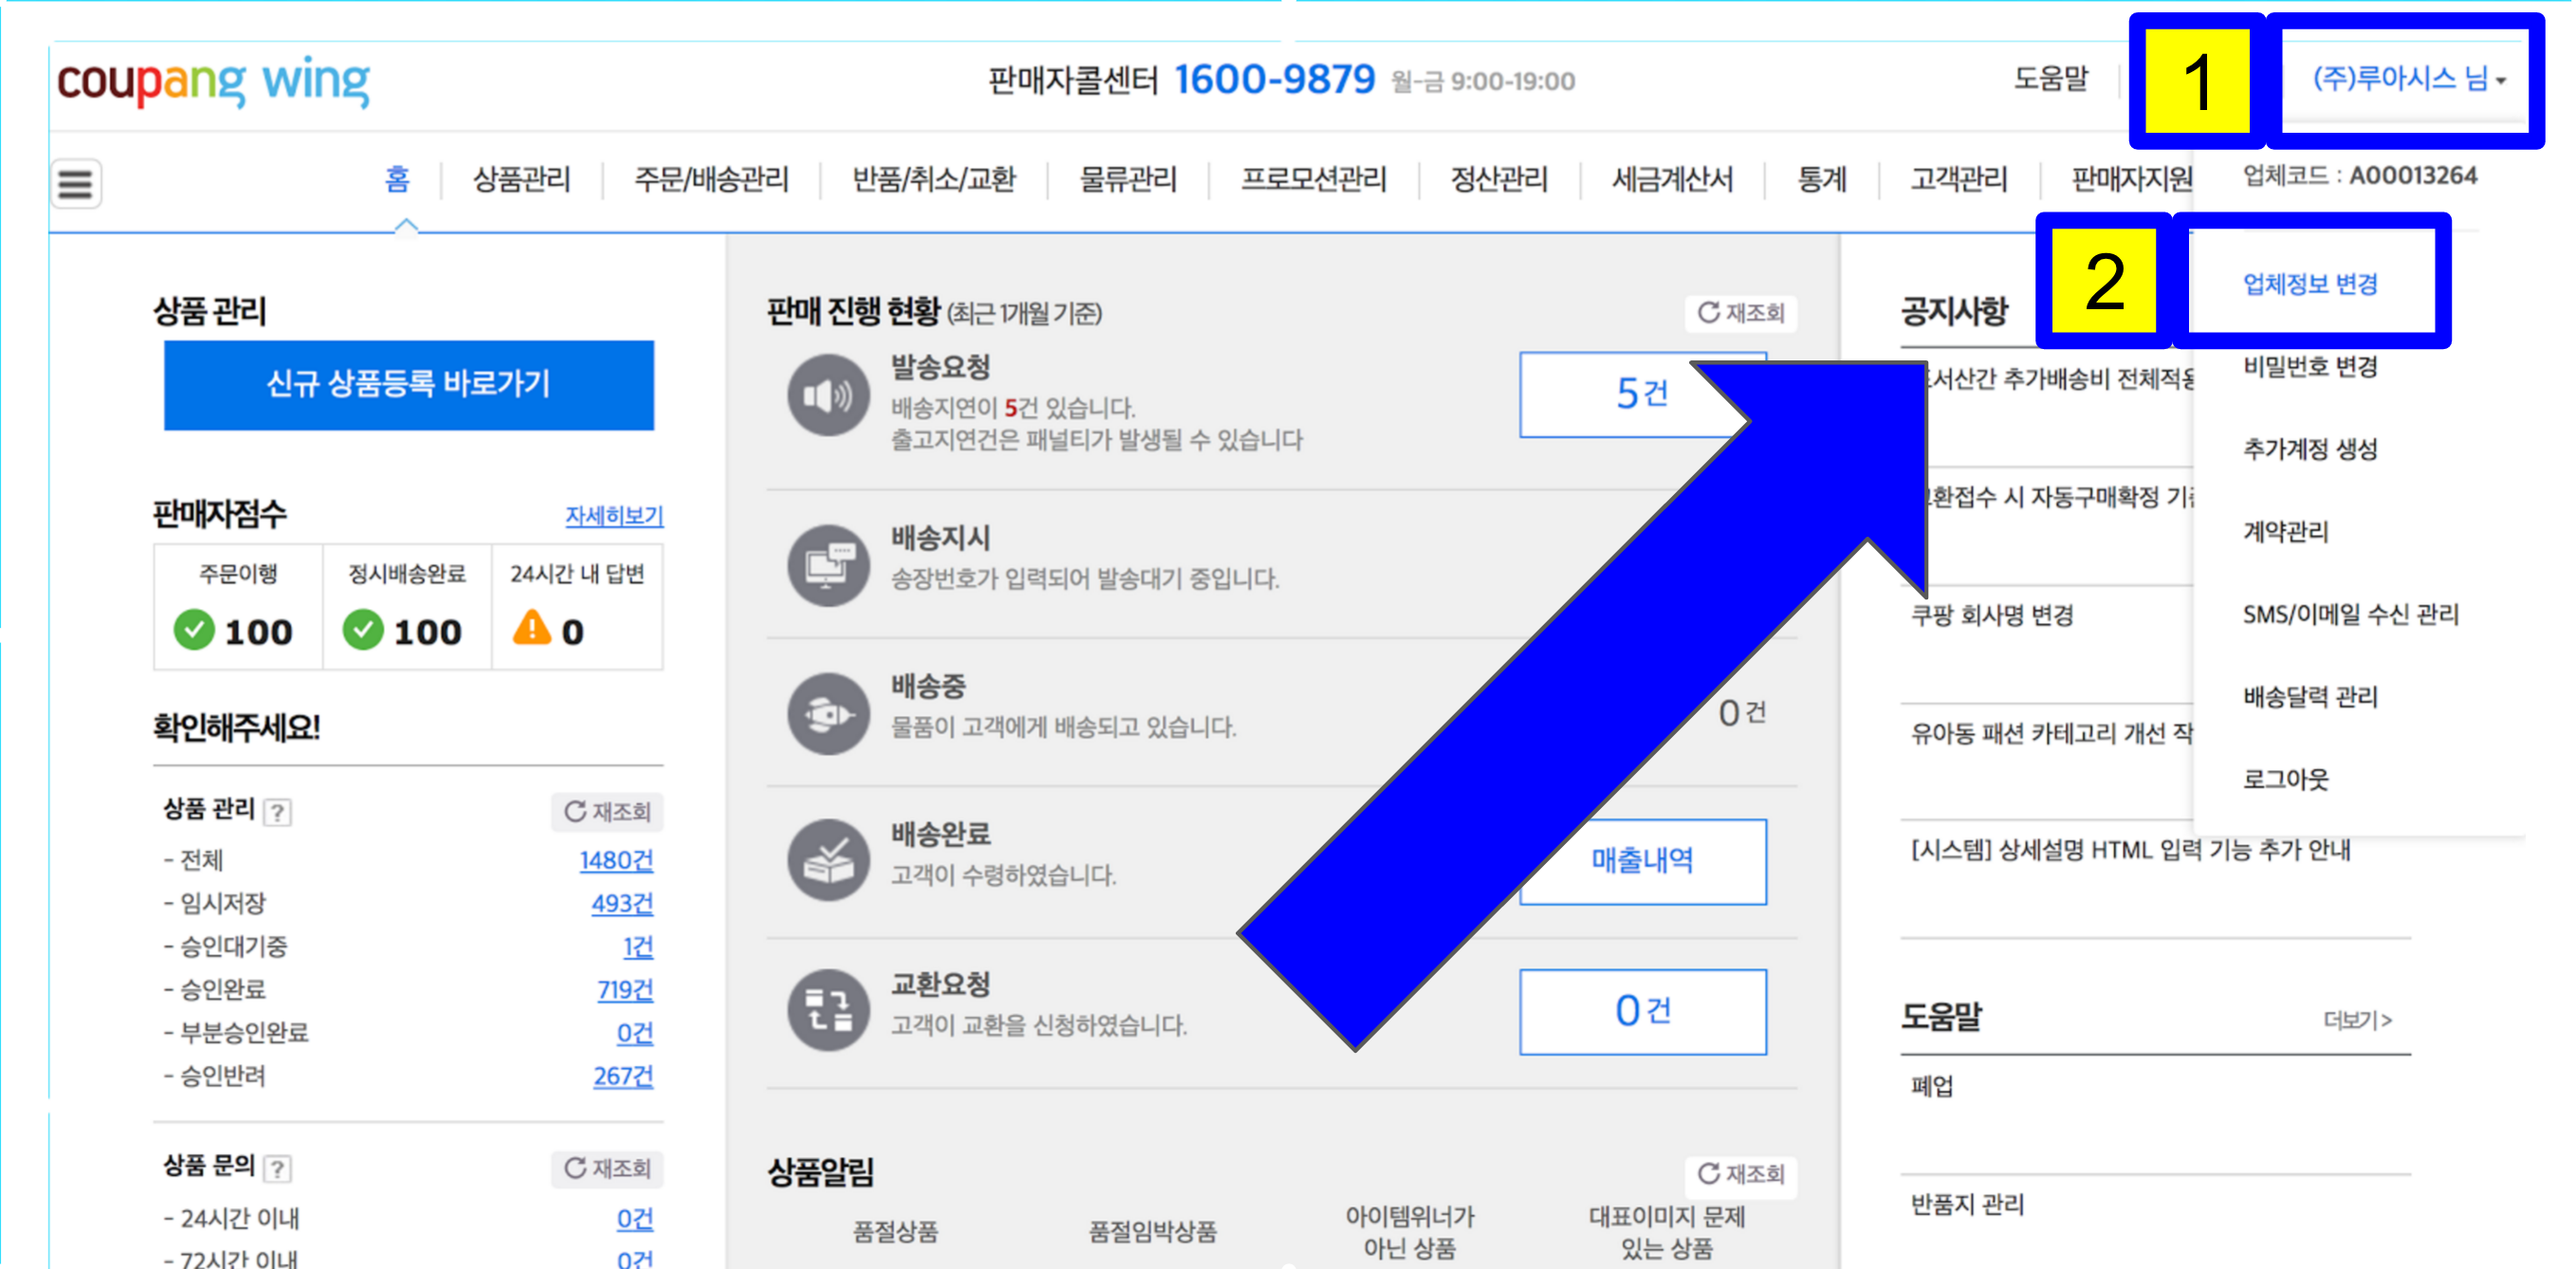 coupang wing
판매자콜센터 1600-9879 월-금 9:00-19:00
도움말
1
(주)루아시스 님
홈
상품관리
주문/배송관리
반품/취소/교환
물류관리
프로모션관리
정산관리
세금계산서
통계
고객관리
판매자지원
업체코드 : A00013264
2
업체정보 변경
비밀번호 변경
추가계정 생성
계약관리
SMS/이메일 수신 관리
배송달력 관리
로그아웃
상품 관리
신규 상품등록 바로가기
판매자점수
자세히보기
주문이행
정시배송완료
24시간 내 답변
100
100
0
확인해주세요!
상품 관리 ?
재조회
- 전체 1480건
- 임시저장 493건
- 승인대기중 1건
- 승인완료 719건
- 부분승인완료 0건
- 승인반려 267건
상품 문의 ?
재조회
- 24시간 이내 0건
- 72시간 이내 0건
판매 진행 현황 (최근 1개월 기준)
재조회
발송요청
배송지연이 5건 있습니다.
출고지연건은 패널티가 발생될 수 있습니다
5건
배송지시
송장번호가 입력되어 발송대기 중입니다.
배송중
물품이 고객에게 배송되고 있습니다.
0건
배송완료
고객이 수령하였습니다.
매출내역
교환요청
고객이 교환을 신청하였습니다.
0건
상품알림
재조회
품절상품
품절임박상품
아이템위너가
아닌 상품
대표이미지 문제
있는 상품
공지사항
서산간 추가배송비 전체적용
환접수 시 자동구매확정
쿠팡 회사명 변경
유아동 패션 카테고리 개선 작
[시스템] 상세설명 HTML 입력 기능 추가 안내
도움말
더보기 >
폐업
반품지 관리